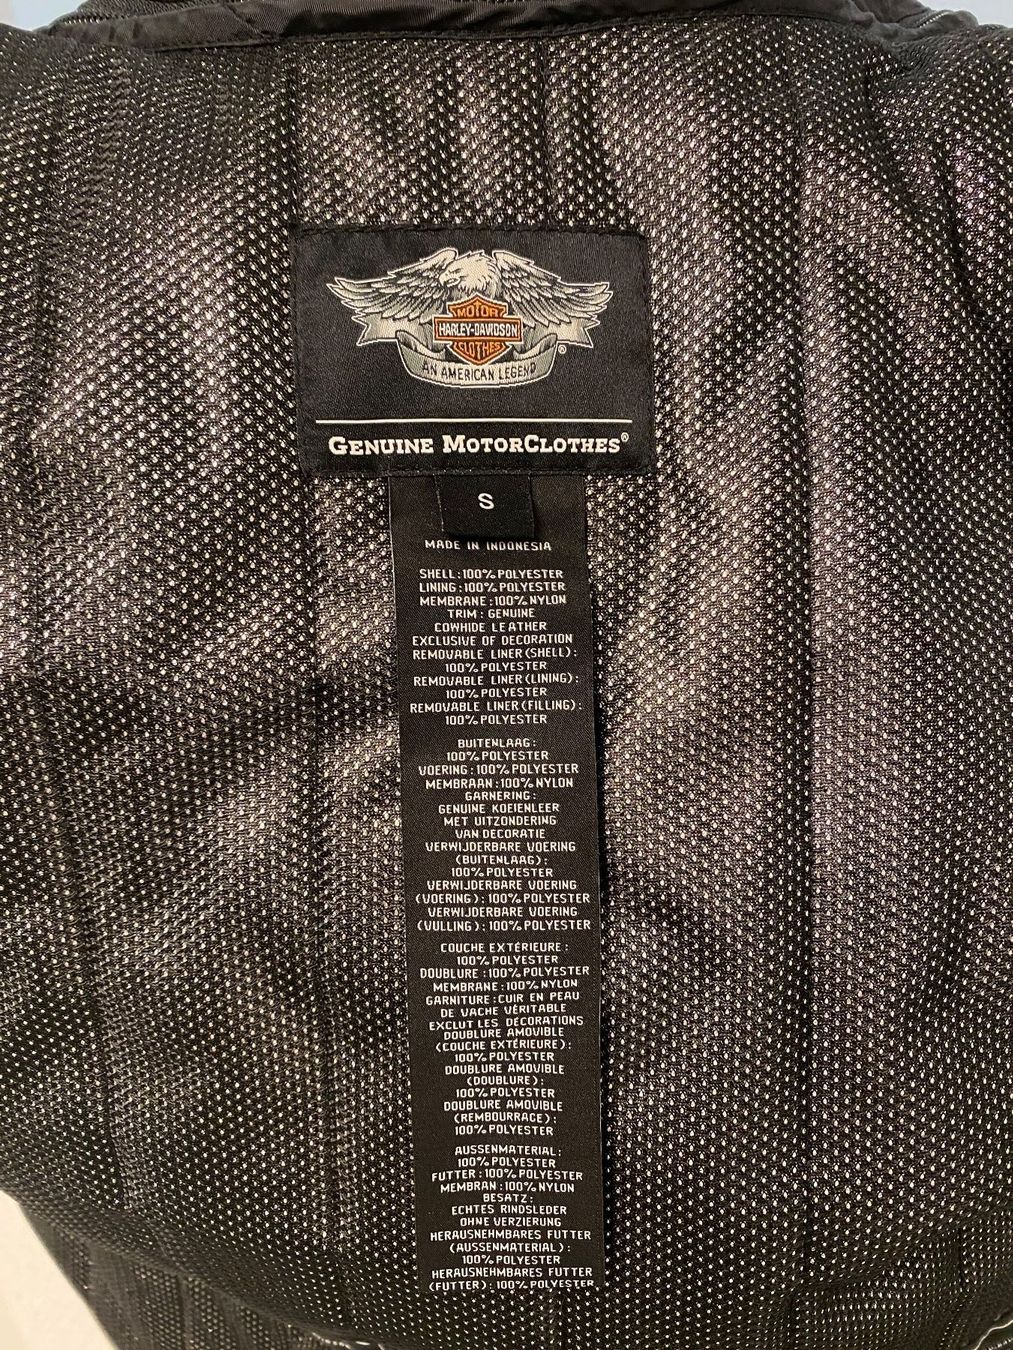 MOTOR
HARLEY-DAVIDSON
CLOTHES
®
AN AMERICAN LEGEND
GENUINE MOTORCLOTHES®
S
MADE IN INDONESIA
SHELL:100% POLYESTER
LINING:100% POLYESTER
MEMBRANE:100% NYLON
TRIM: GENUINE
COWHIDE LEATHER
EXCLUSIVE OF DECORATION
REMOVABLE LINER(SHELL):
100% POLYESTER
REMOVABLE LINER(LINING):
100% POLYESTER
REMOVABLE LINER(FILLING):
100% POLYESTER
BUITENLAAG:
100% POLYESTER
VOERING:100% POLYESTER
MEMBRAAN:100% NYLON
GARNERING:
GENUINE KOEIENLEER
MET UITZONDERING
VAN DECORATIE
VERWIJDERBARE VOERING
(BUITENLAAG):
100% POLYESTER
VERWIJDERBARE VOERING
(VOERING): 100% POLYESTER
VERWIJDERBARE VOERING
(VULLING): 100% POLYESTER
COUCHE EXTÉRIEURE:
100% POLYESTER
DOUBLURE:100% POLYESTER
MEMBRANE:100% NYLON
GARNITURE:CUIR EN PEAU
DE VACHE VÉRITABLE
EXCLUT LES DÉCORATIONS
DOUBLURE AMOVIBLE
(COUCHE EXTÉRIEURE):
100% POLYESTER
DOUBLURE AMOVIBLE
(DOUBLURE):
100% POLYESTER
DOUBLURE AMOVIBLE
(REMBOURRAGE):
100% POLYESTER
AUSSENMATERIAL:
100% POLYESTER
FUTTER:100% POLYESTER
MEMBRAN:100% NYLON
BESATZ:
ECHTES RINDSLEDER
OHNE VERZIERUNG
HERAUSNEHMBARES FUTTER
(AUSSENMATERIAL):
100% POLYESTER
HERAUSNEHMBARES FUTTER
(FUTTER): 100% POLYESTER